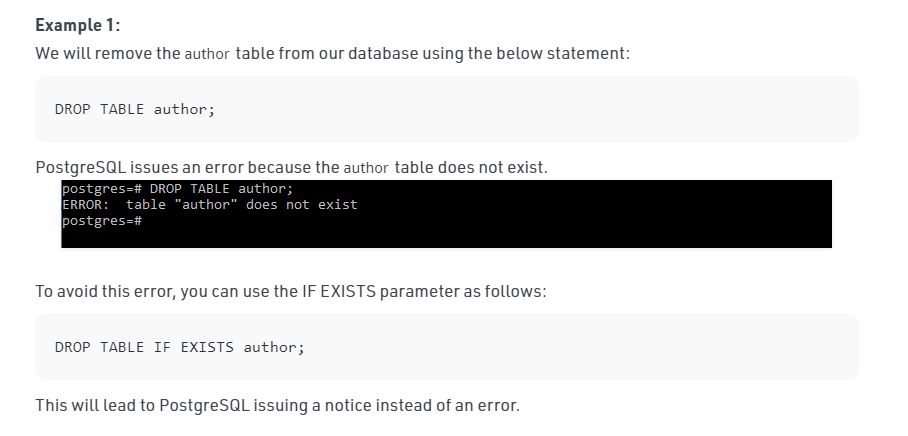 Example 1:
We will remove the author table from our database using the below statement:
DROP TABLE author;
PostgreSQL issues an error because the author table does not exist.
postgres=# DROP TABLE author;
ERROR:  table "author" does not exist
postgres=#
To avoid this error, you can use the IF EXISTS parameter as follows:
DROP TABLE IF EXISTS author;
This will lead to PostgreSQL issuing a notice instead of an error.